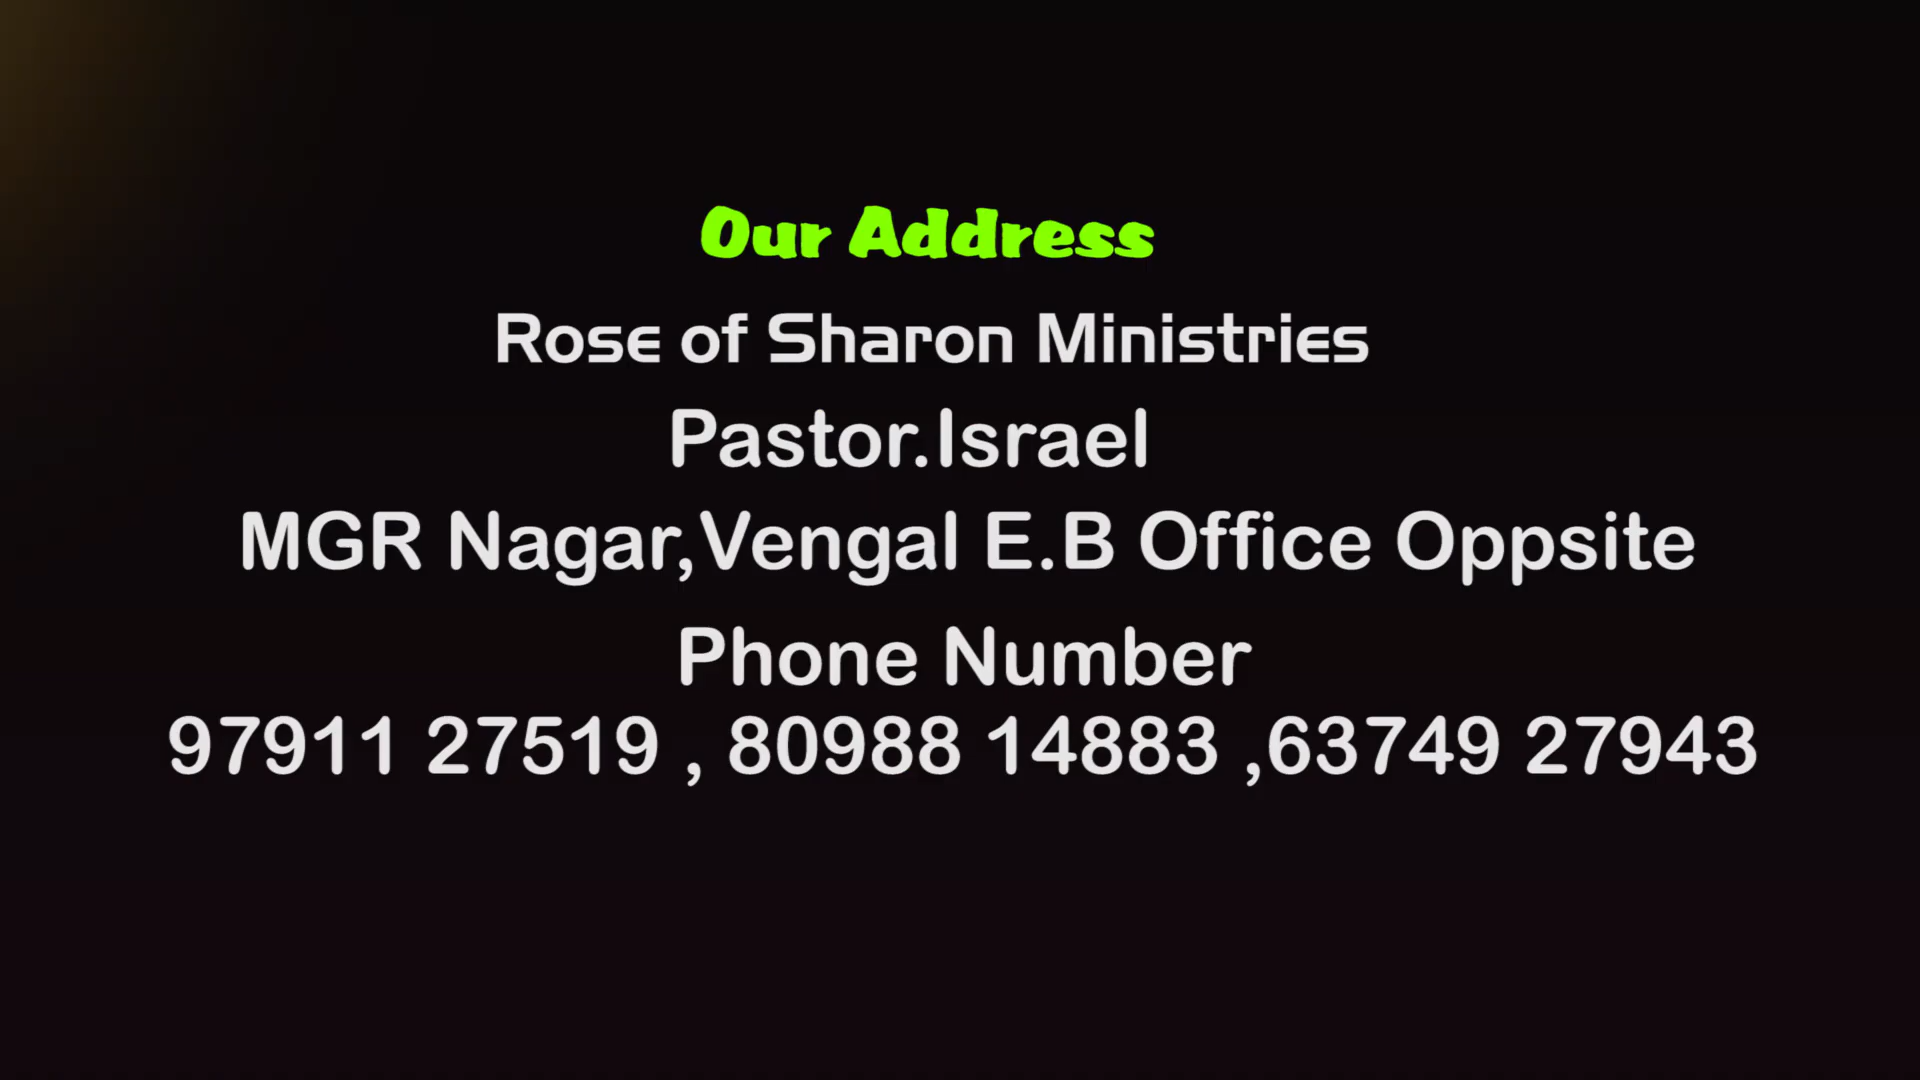 Our Address
Rose of Sharon Ministries
Pastor.Israel
MGR Nagar,Vengal E.B Office Oppsite
Phone Number
97911 27519 , 80988 14883 ,63749 27943